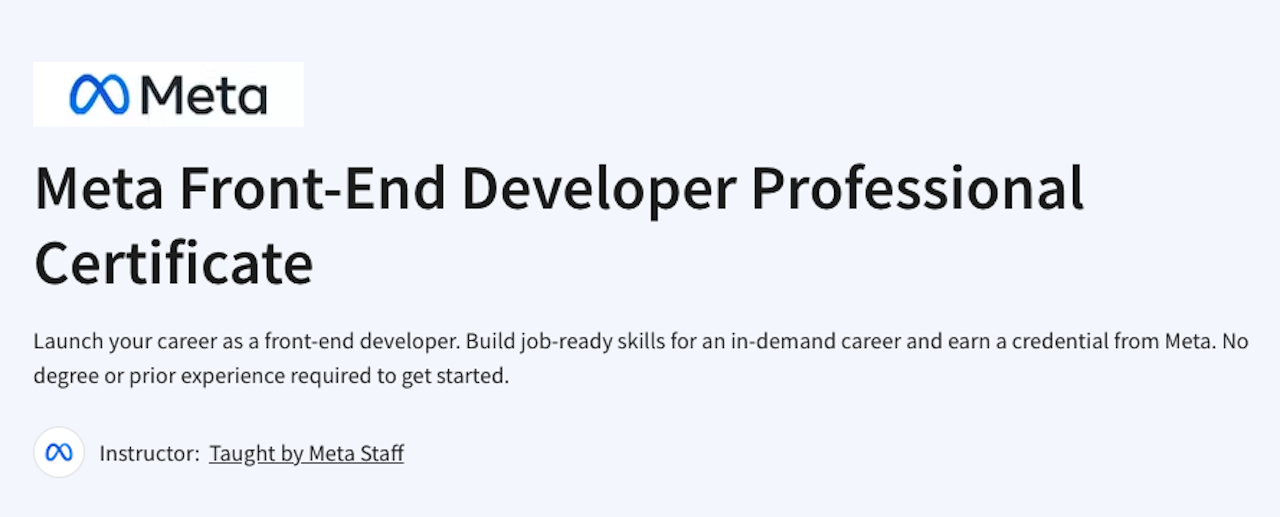 Meta
Meta Front-End Developer Professional
Certificate
Launch your career as a front-end developer. Build job-ready skills for an in-demand career and earn a credential from Meta. No
degree or prior experience required to get started.
Instructor: Taught by Meta Staff